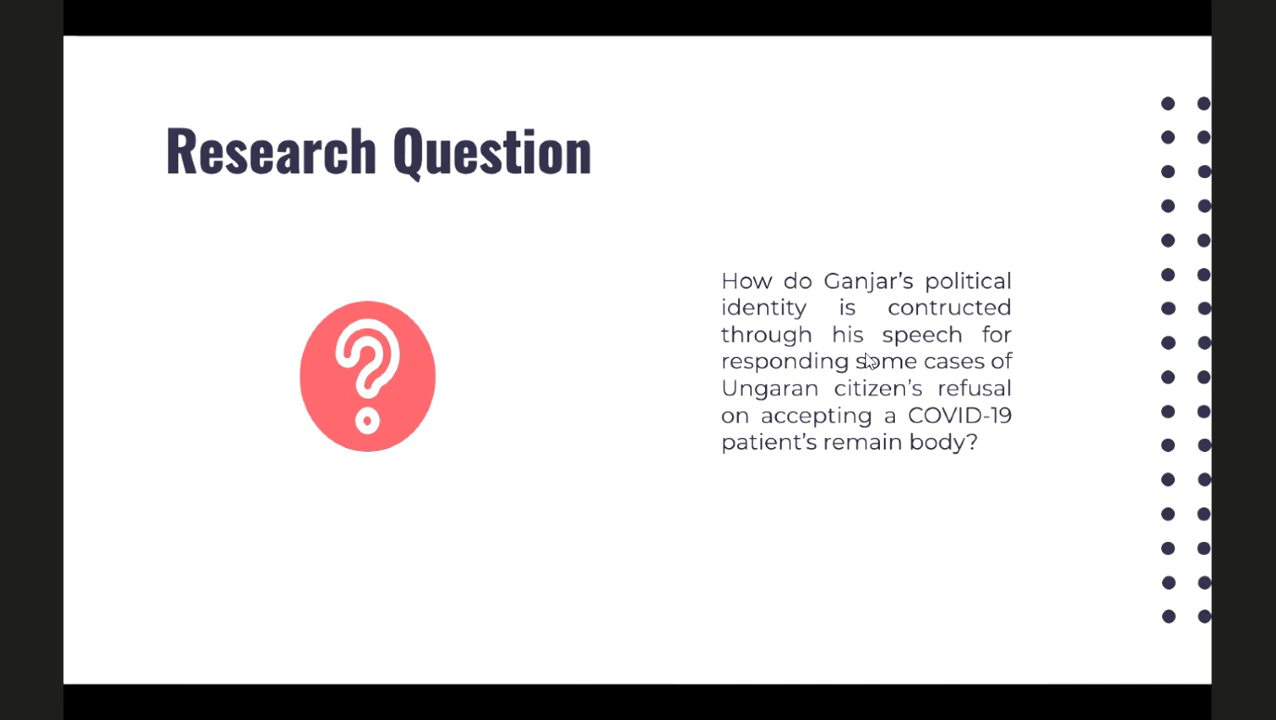 Research Question
How do Ganjar’s political
identity is contructed
through his speech for
responding some cases of
Ungaran citizen’s refusal
on accepting a COVID-19
patient’s remain body?